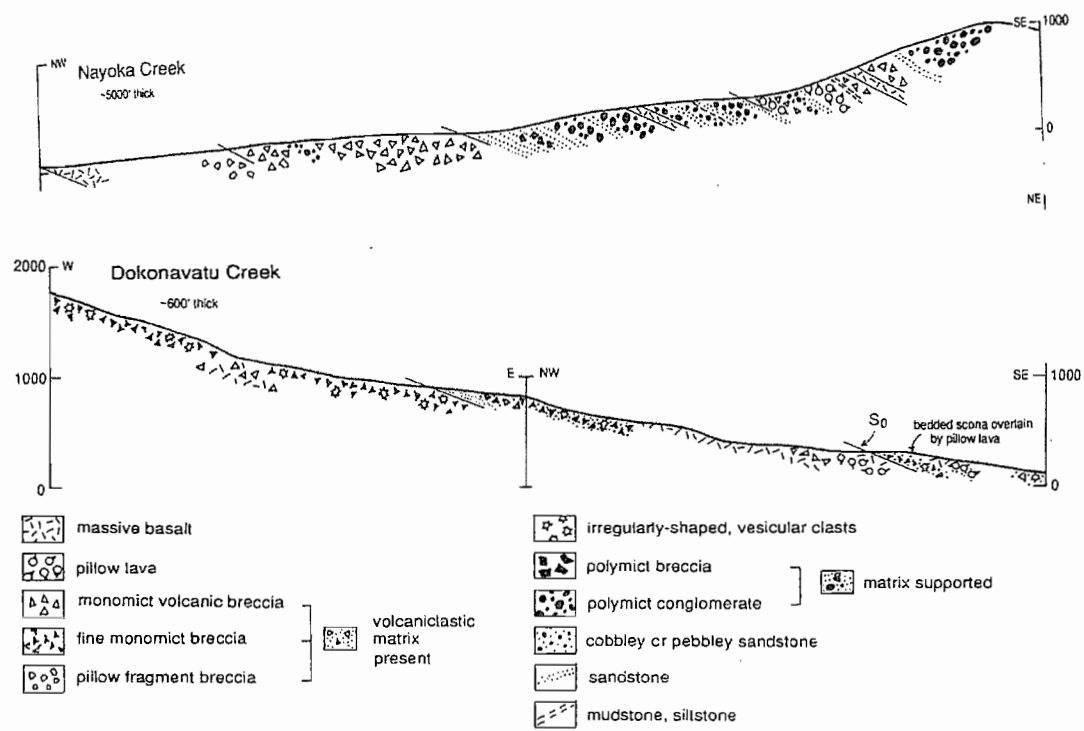 NW
Nayoka Creek
~5000' thick
SE
1000
0
NE
2000
W
Dokonavatu Creek
~600' thick
1000
0
E
NW
SE
1000
S0
bedded scoria overlain
by pillow lava
0
massive basalt
pillow lava
monomict volcanic breccia
fine monomict breccia
pillow fragment breccia
volcaniclastic
matrix
present
irregularly-shaped, vesicular clasts
polymict breccia
polymict conglomerate
matrix supported
cobbley or pebbley sandstone
sandstone
mudstone, siltstone